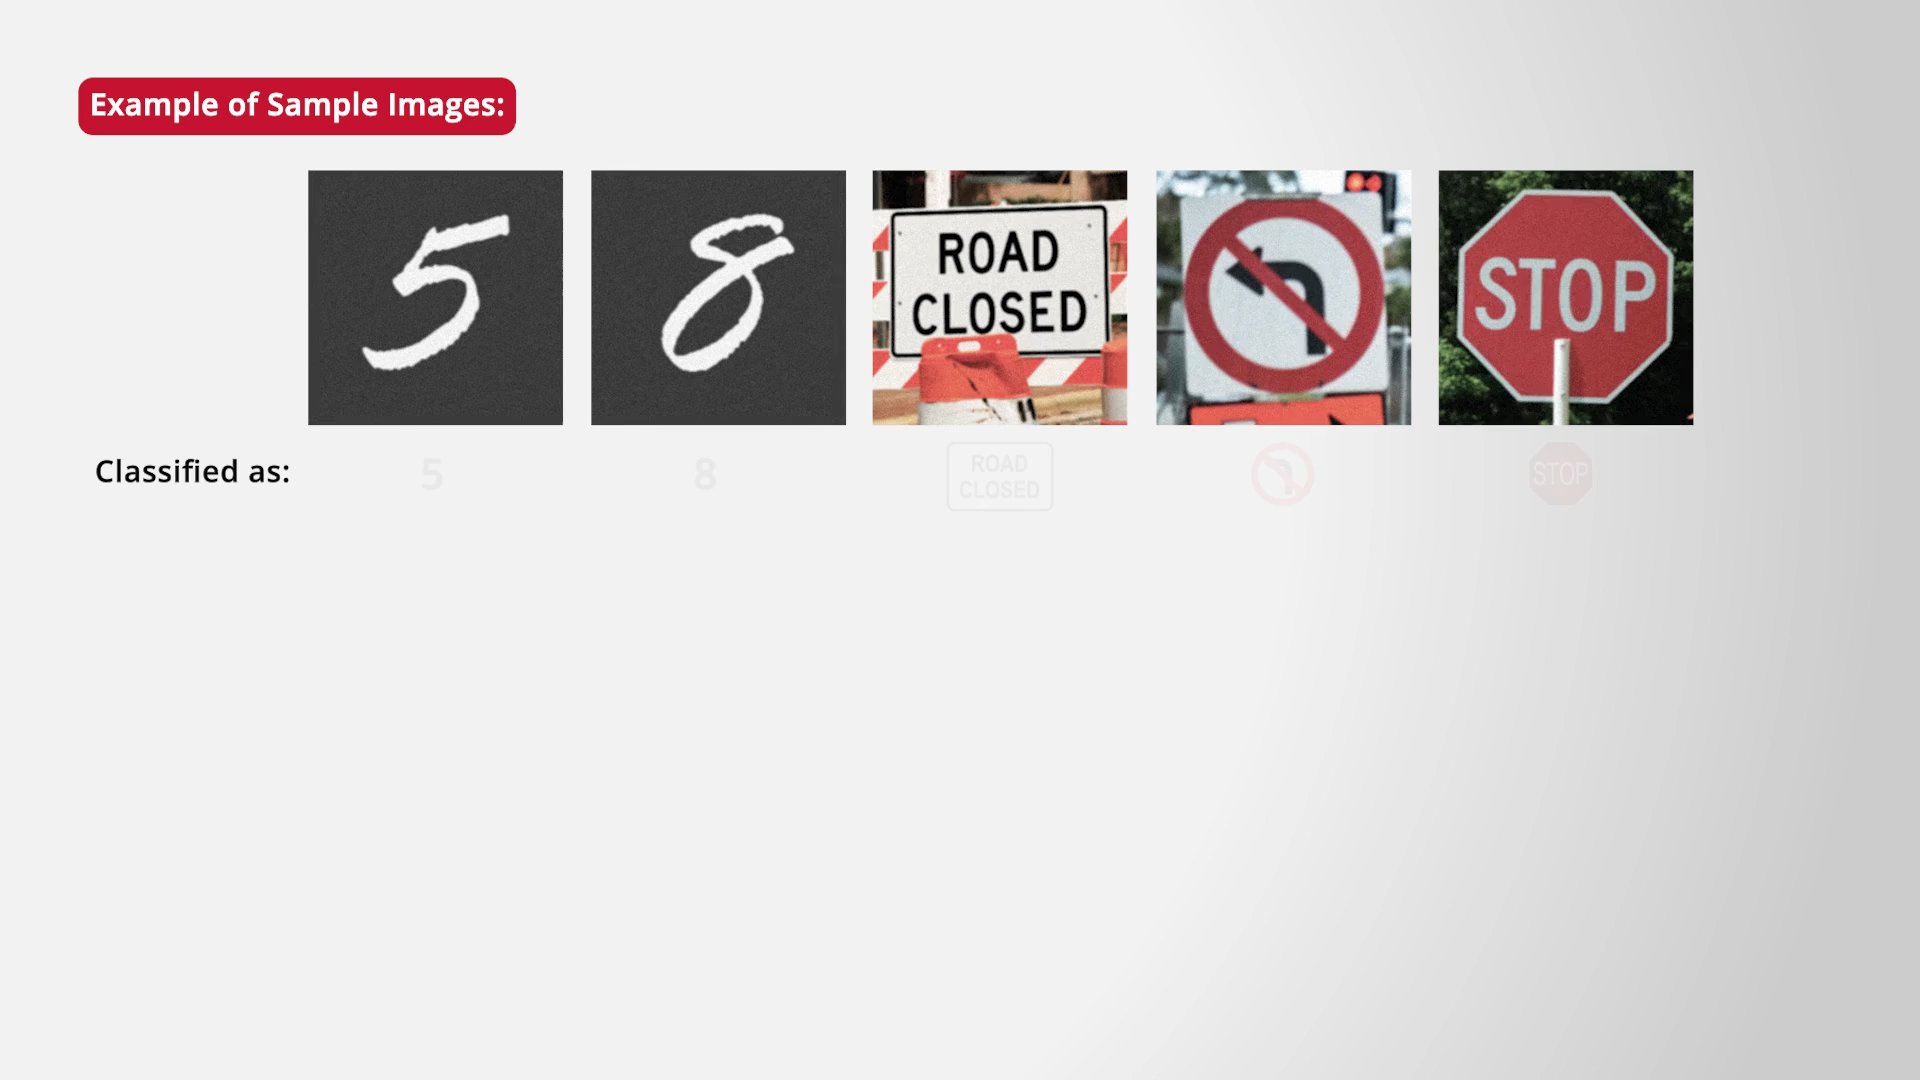 Example of Sample Images:
5
8
ROAD
CLOSED
STOP
Classified as:
5
8
ROAD
CLOSED
STOP